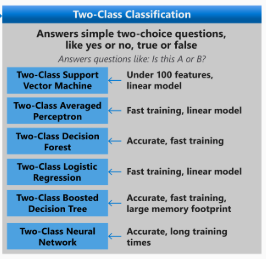 Two-Class Classification
Answers simple two-choice questions,
like yes or no, true or false
Answers questions like: Is this A or B?
Two-Class Support
Vector Machine
Under 100 features,
linear model
Two-Class Averaged
Perceptron
Fast training, linear model
Two-Class Decision
Forest
Accurate, fast training
Two-Class Logistic
Regression
Fast training, linear model
Two-Class Boosted
Decision Tree
Accurate, fast training,
large memory footprint
Two-Class Neural
Network
Accurate, long training
times